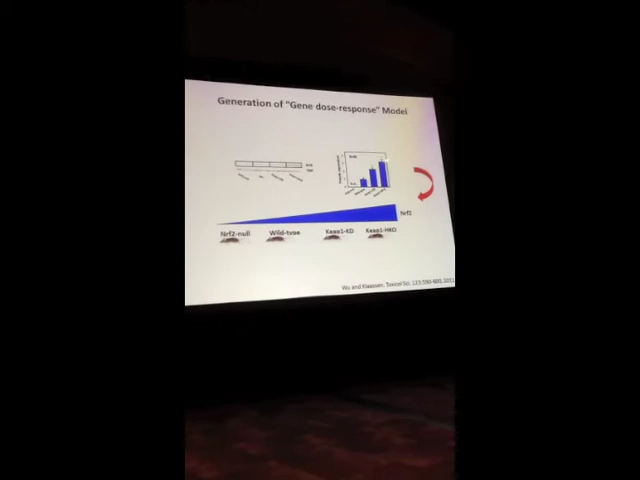 Generation of "Gene dose-response" Model
Nrf2
Nrf2-null Wild-type Keap1-KD Keap1-HKO
Wu and Klaassen, Toxicol Sci, 123:590-600, 2011